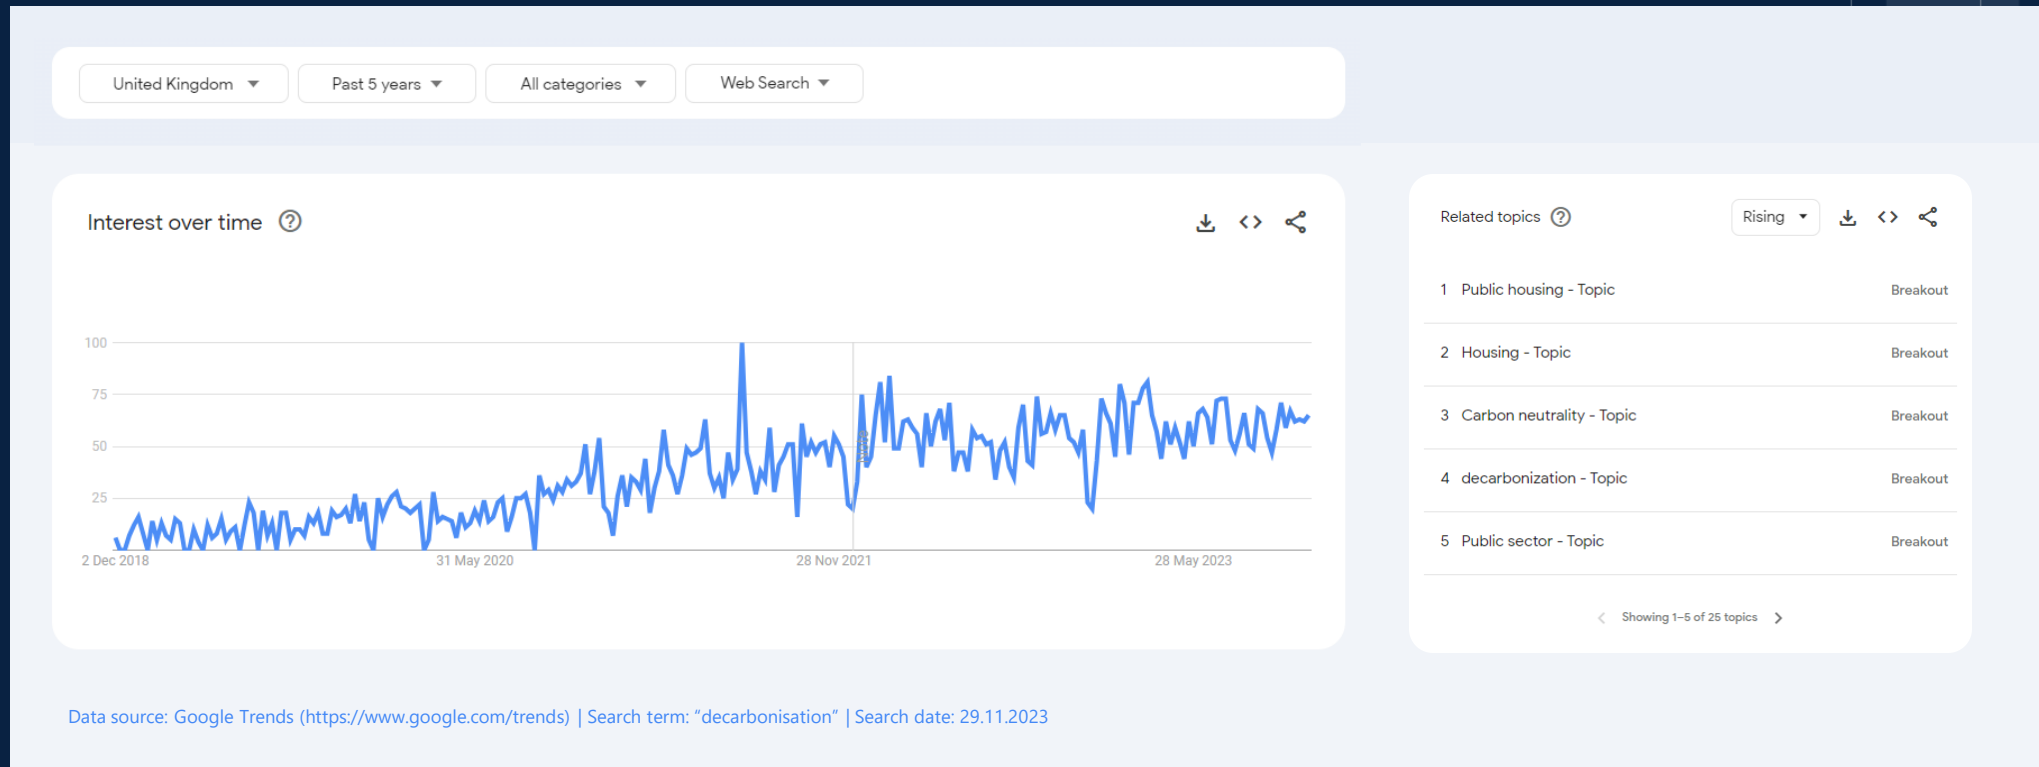 United Kingdom
Past 5 years
All categories
Web Search
Interest over time
100
75
50
25
2 Dec 2018
31 May 2020
28 Nov 2021
28 May 2023
Related topics
Rising
1 Public housing - Topic Breakout
2 Housing - Topic Breakout
3 Carbon neutrality - Topic Breakout
4 decarbonization - Topic Breakout
5 Public sector - Topic Breakout
Showing 1–5 of 25 topics
Data source: Google Trends (https://www.google.com/trends) | Search term: “decarbonisation” | Search date: 29.11.2023